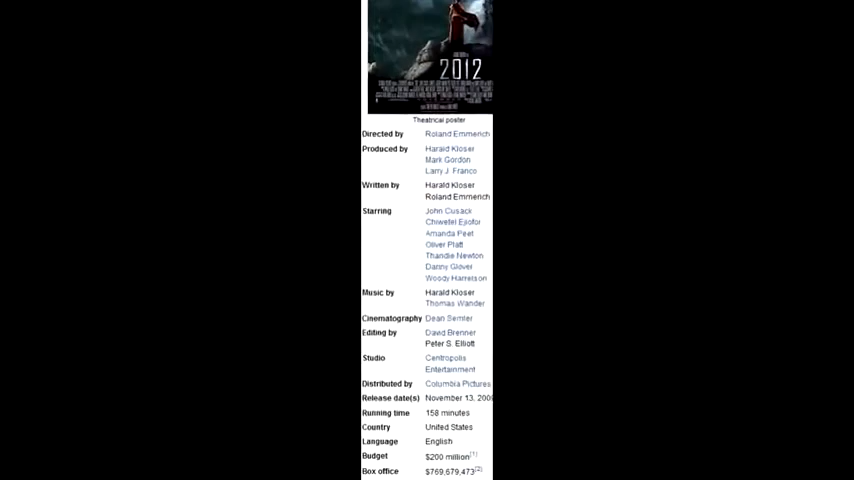 2012
Theatrical poster
Directed by Roland Emmerich
Produced by Harald Kloser
Mark Gordon
Larry J. Franco
Written by Harald Kloser
Roland Emmerich
Starring John Cusack
Chiwetel Ejiofor
Amanda Peet
Oliver Platt
Thandie Newton
Danny Glover
Woody Harrelson
Music by Harald Kloser
Thomas Wander
Cinematography Dean Semler
Editing by David Brenner
Peter S. Elliott
Studio Centropolis
Entertainment
Distributed by Columbia Pictures
Release date(s) November 13, 2009
Running time 158 minutes
Country United States
Language English
Budget $200 million[1]
Box office $769,679,473[2]